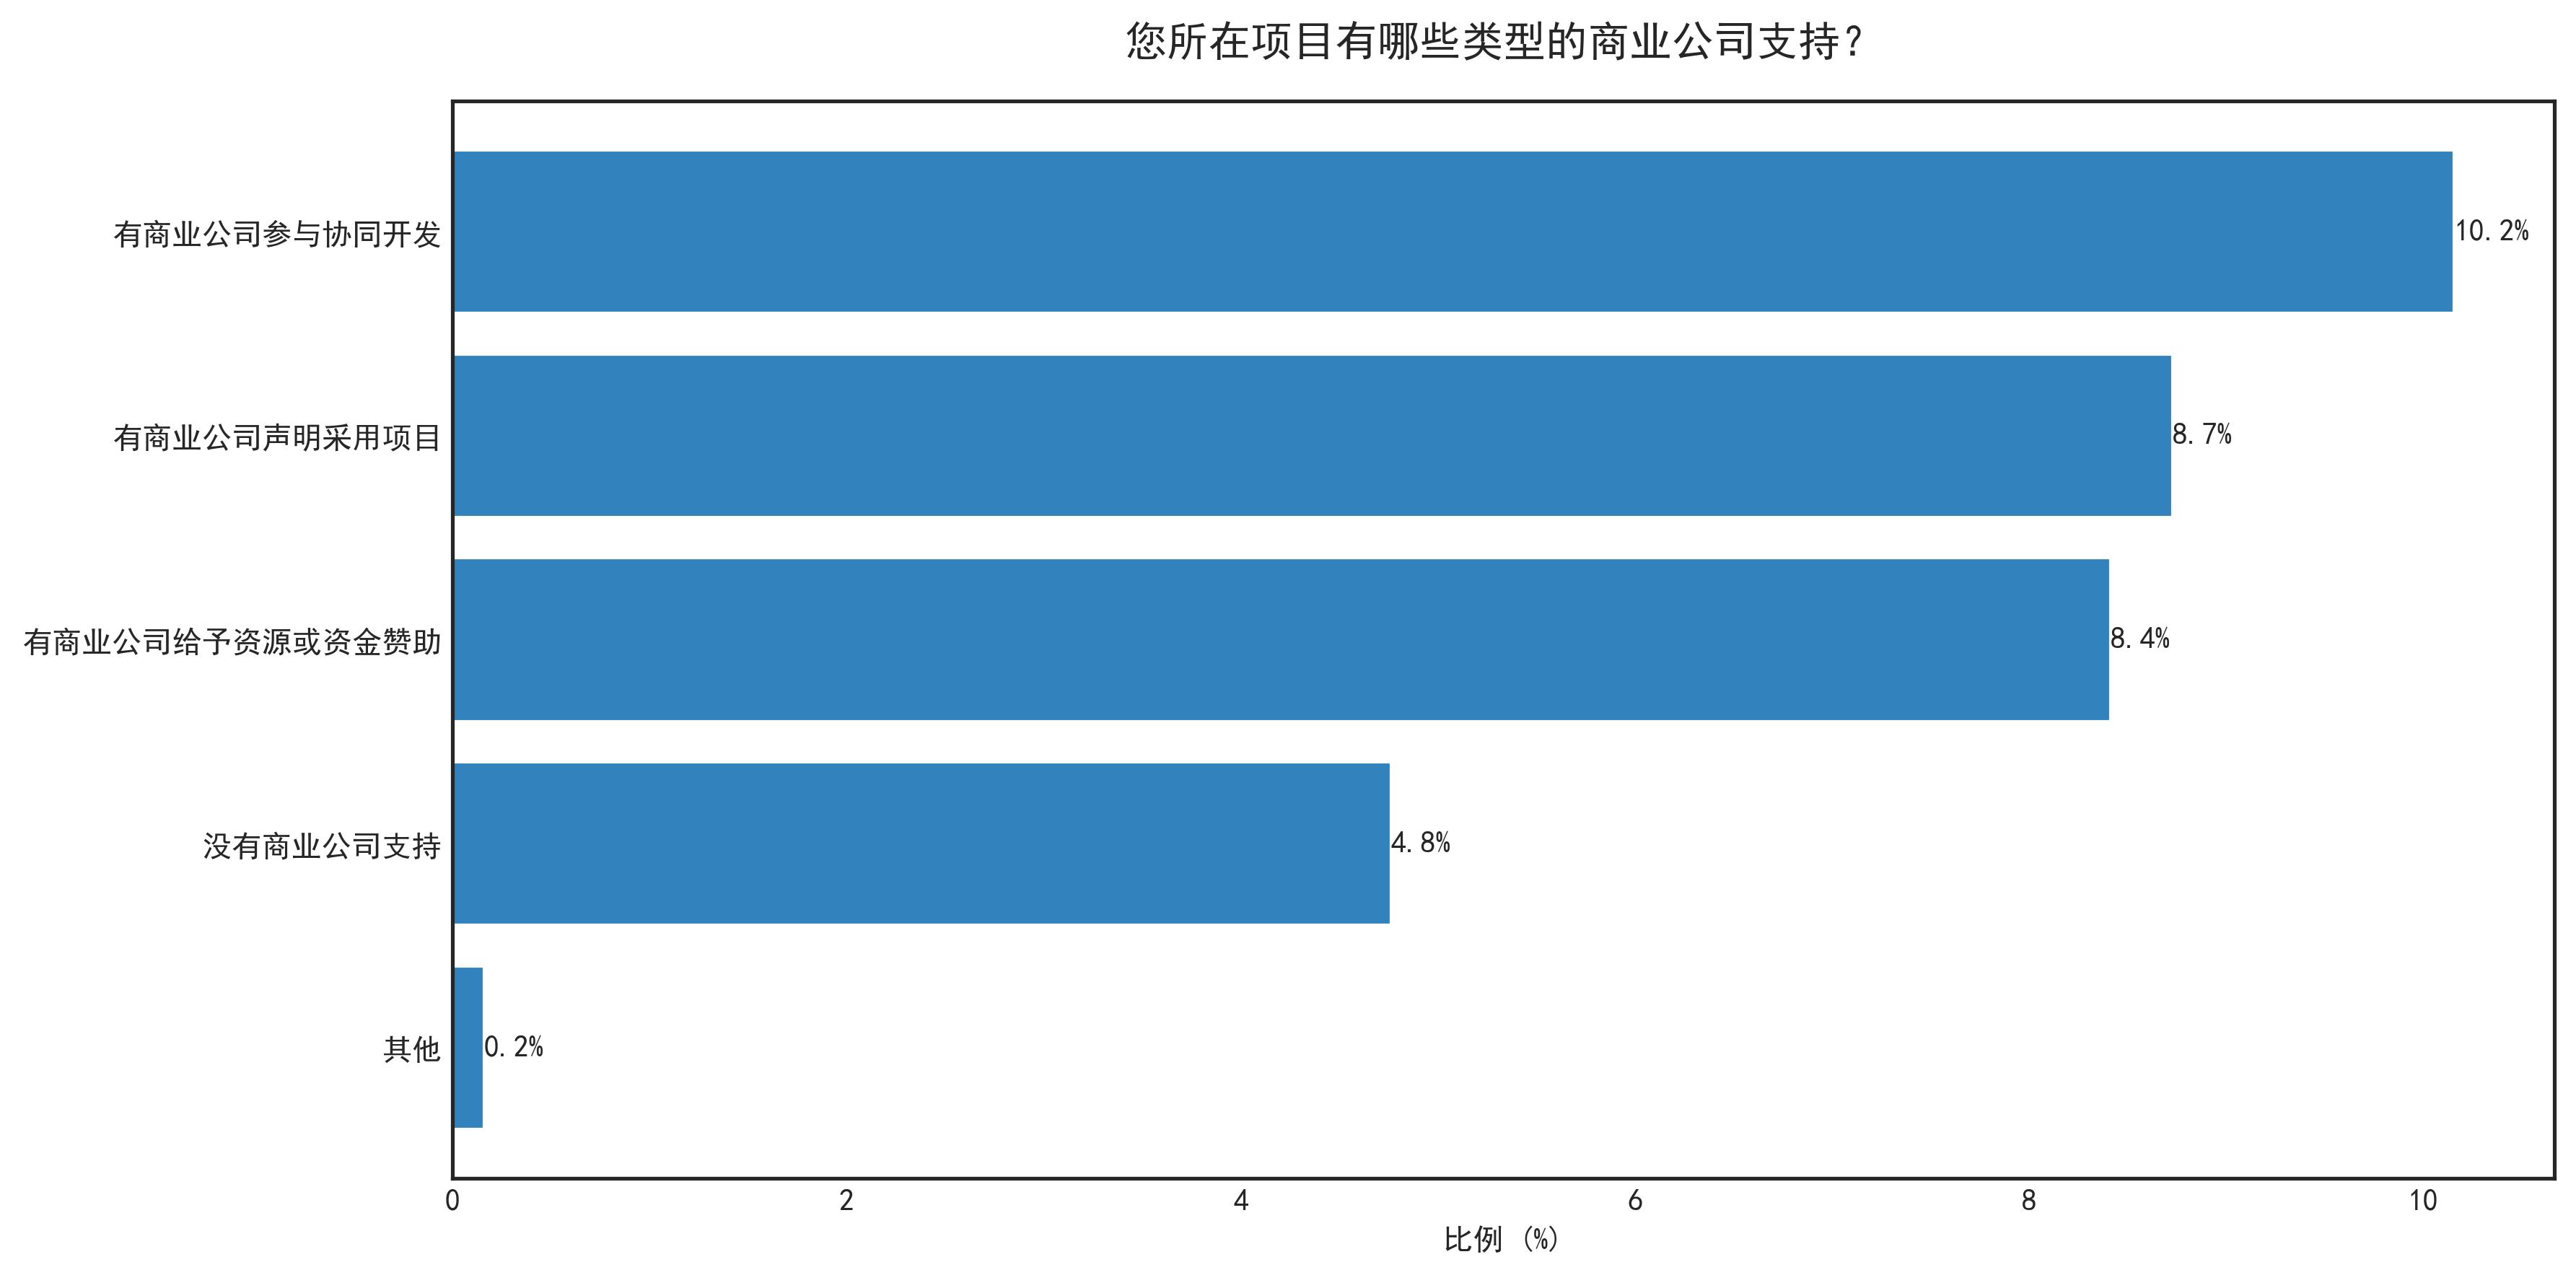 您所在项目有哪些类型的商业公司支持?
有商业公司参与协同开发
10.2%
有商业公司声明采用项目
8.7%
有商业公司给予资源或资金赞助
8.4%
没有商业公司支持
4.8%
其他
0.2%
0 2 4 6 8 10
比例 (%)